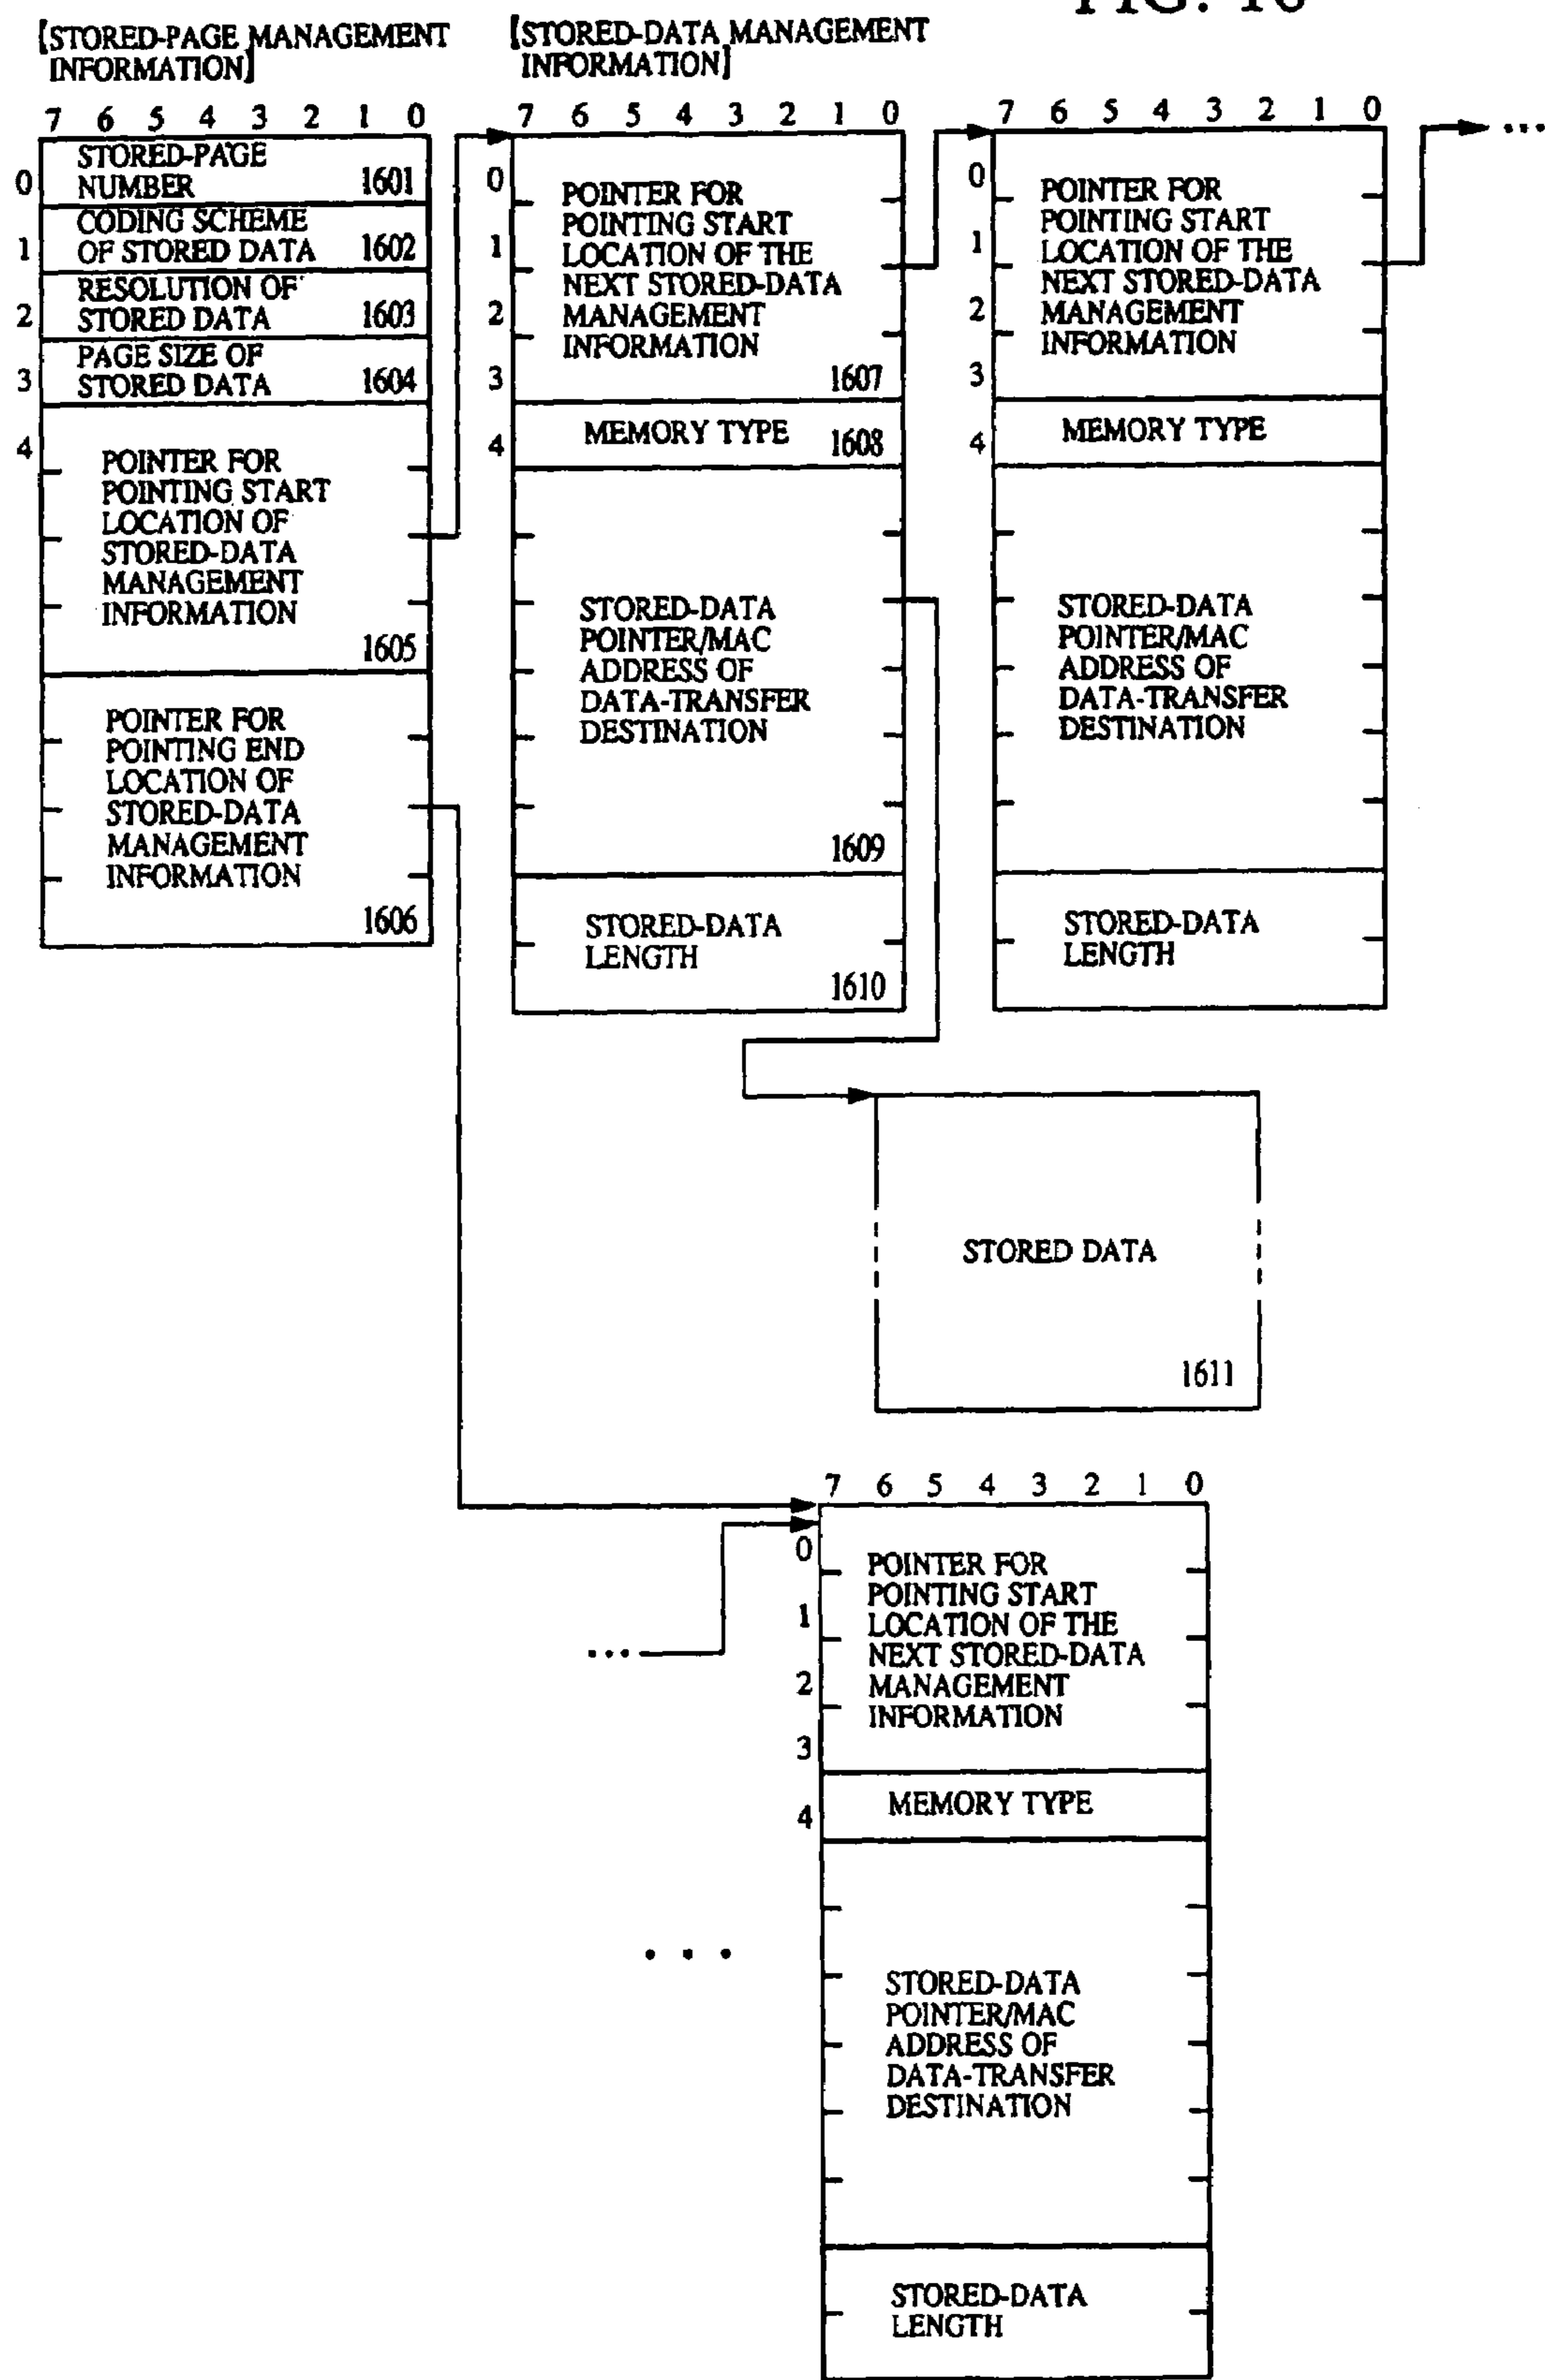 FIG. 16
[STORED-PAGE MANAGEMENT
INFORMATION]
7 6 5 4 3 2 1 0
0
STORED-PAGE
NUMBER 1601
1
CODING SCHEME
OF STORED DATA 1602
2
RESOLUTION OF
STORED DATA 1603
3
PAGE SIZE OF
STORED DATA 1604
4
POINTER FOR
POINTING START
LOCATION OF
STORED-DATA
MANAGEMENT
INFORMATION
1605
POINTER FOR
POINTING END
LOCATION OF
STORED-DATA
MANAGEMENT
INFORMATION
1606
[STORED-DATA MANAGEMENT
INFORMATION]
7 6 5 4 3 2 1 0
0
1
2
3
POINTER FOR
POINTING START
LOCATION OF THE
NEXT STORED-DATA
MANAGEMENT
INFORMATION
1607
4
MEMORY TYPE 1608
STORED-DATA
POINTER/MAC
ADDRESS OF
DATA-TRANSFER
DESTINATION
1609
STORED-DATA
LENGTH
1610
7 6 5 4 3 2 1 0
0
1
2
3
POINTER FOR
POINTING START
LOCATION OF THE
NEXT STORED-DATA
MANAGEMENT
INFORMATION
4
MEMORY TYPE
STORED-DATA
POINTER/MAC
ADDRESS OF
DATA-TRANSFER
DESTINATION
STORED-DATA
LENGTH
...
STORED DATA
1611
7 6 5 4 3 2 1 0
...
0
1
2
3
POINTER FOR
POINTING START
LOCATION OF THE
NEXT STORED-DATA
MANAGEMENT
INFORMATION
4
MEMORY TYPE
...
STORED-DATA
POINTER/MAC
ADDRESS OF
DATA-TRANSFER
DESTINATION
STORED-DATA
LENGTH